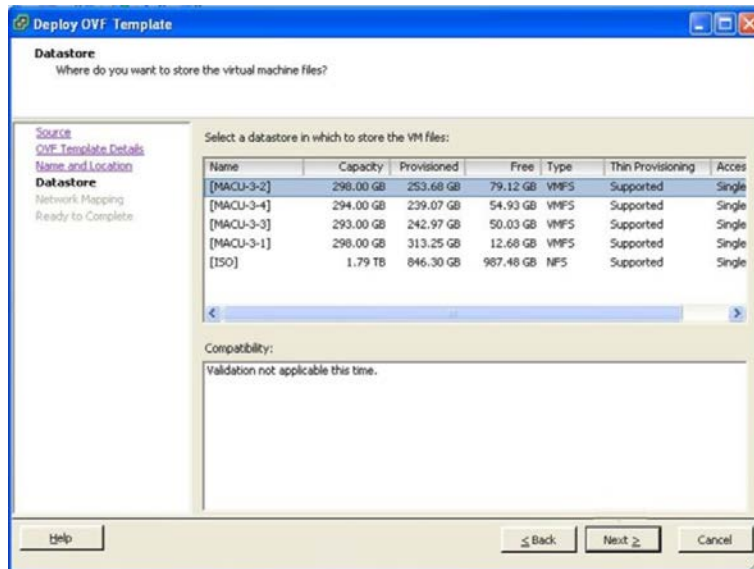 Deploy OVF Template
Datastore
Where do you want to store the virtual machine files?
Source
OVF Template Details
Name and Location
Datastore
Network Mapping
Ready to Complete
Select a datastore in which to store the VM files:
Name Capacity Provisioned Free Type Thin Provisioning Acces
[MACU-3-2] 298.00 GB 253.68 GB 79.12 GB VMFS Supported Single
[MACU-3-4] 294.00 GB 239.07 GB 54.93 GB VMFS Supported Single
[MACU-3-3] 293.00 GB 242.97 GB 50.03 GB VMFS Supported Single
[MACU-3-1] 298.00 GB 313.25 GB 12.68 GB VMFS Supported Single
[ISO] 1.79 TB 846.30 GB 987.48 GB NFS Supported Single
Compatibility:
Validation not applicable this time.
Help
≤ Back
Next ≥
Cancel